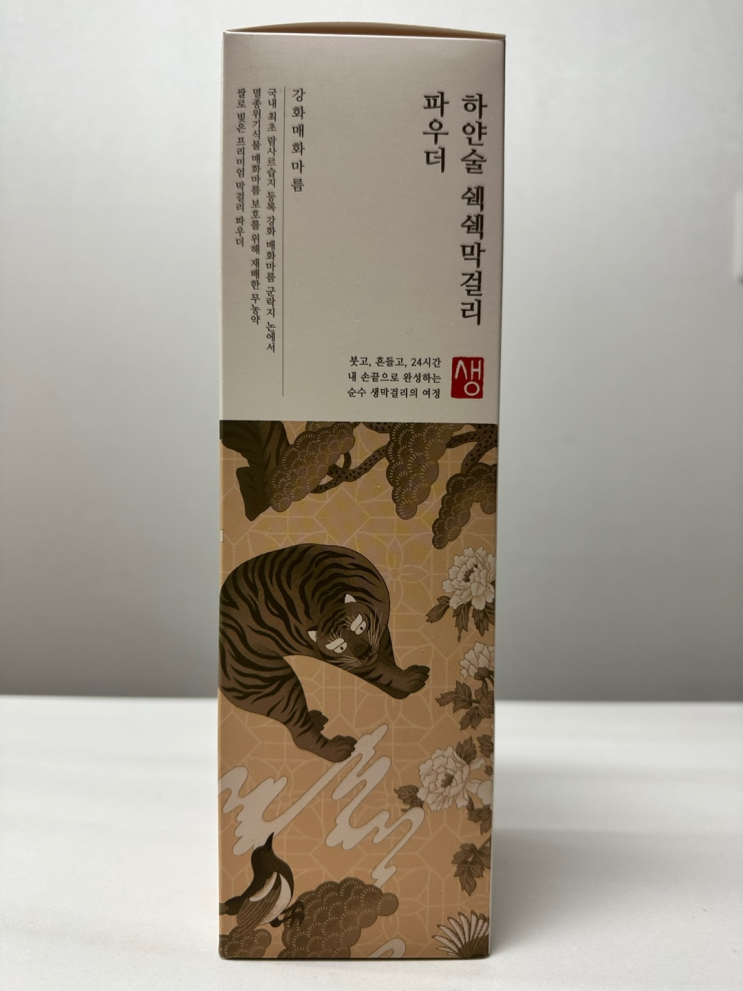 하얀술 쉐쉐막걸리
파우더
생
붓고, 흔들고, 24시간
내 손끝으로 완성하는
순수 생막걸리의 여정
강화매화마름
국내 최초 람사르습지 등록 강화 매화마름 군락지 논에서
멸종위기식물 매화마름 보호를 위해 재배한 무농약
쌀로 빚은 프리미엄 막걸리 파우더